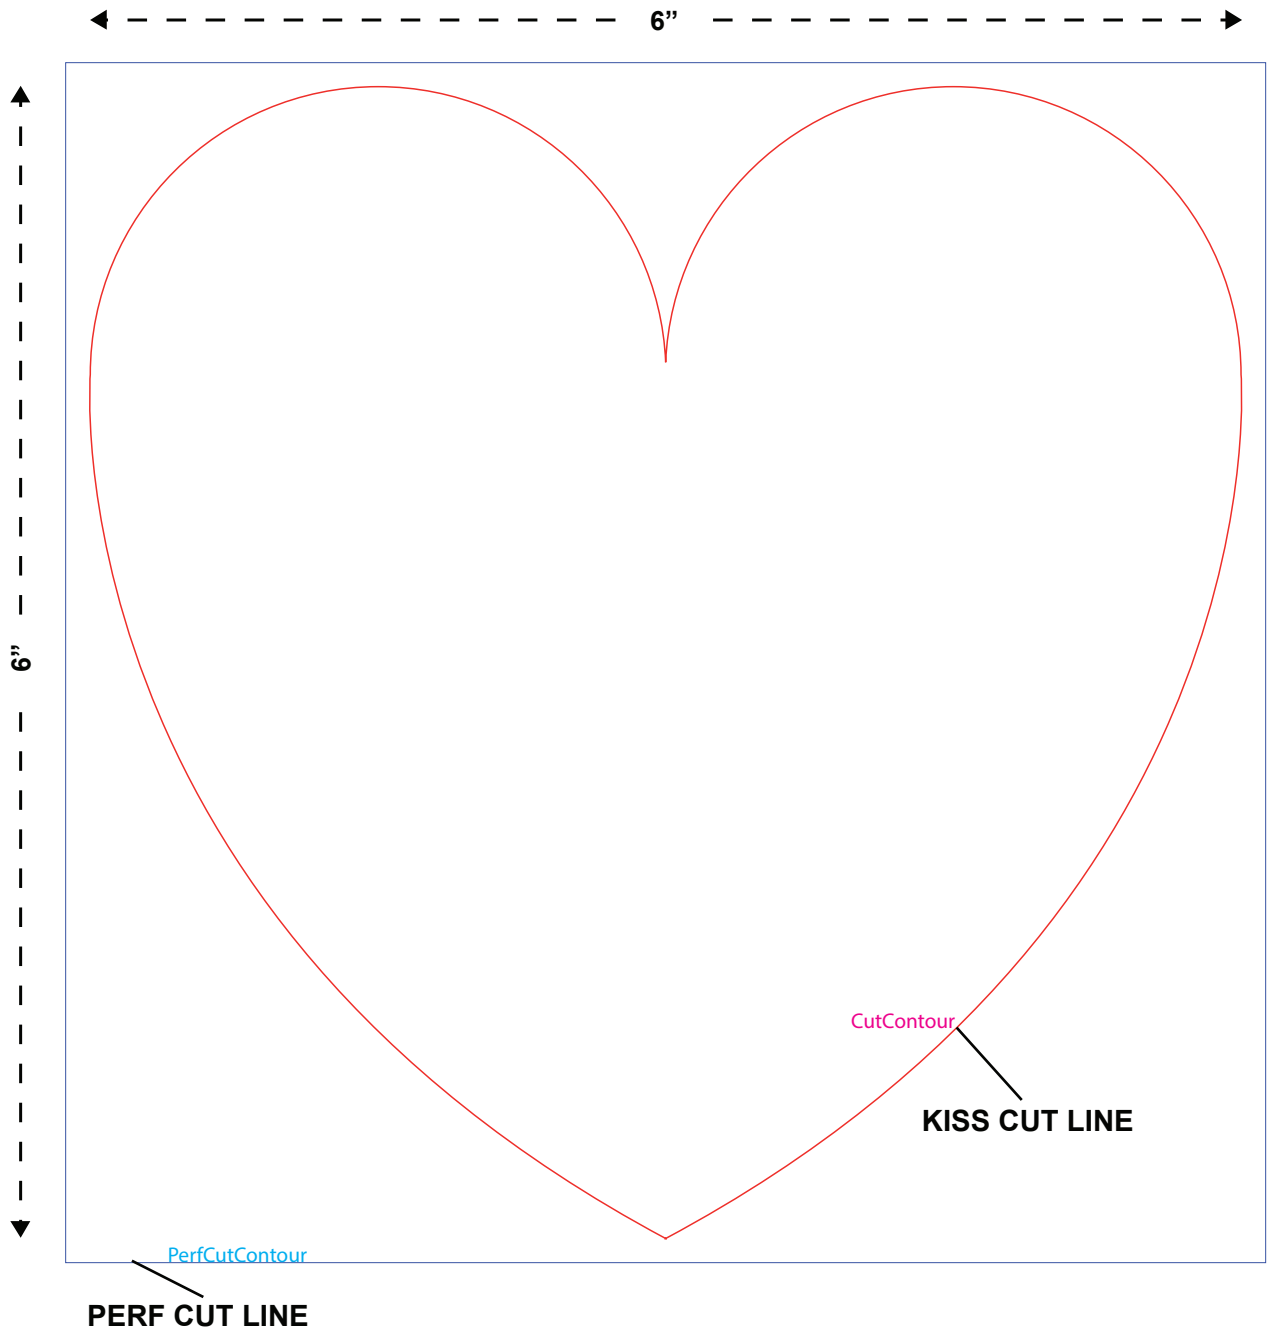 6”
6”
CutContour
KISS CUT LINE
PerfCutContour
PERF CUT LINE